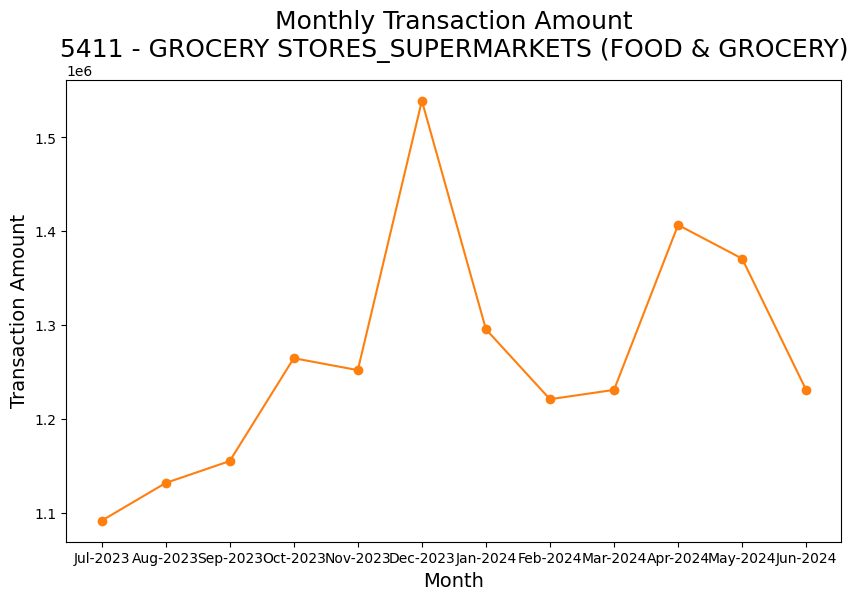 Monthly Transaction Amount
5411 - GROCERY STORES_SUPERMARKETS (FOOD & GROCERY)
1e6
1.5
1.4
1.3
1.2
1.1
Transaction Amount
Jul-2023 Aug-2023 Sep-2023 Oct-2023 Nov-2023 Dec-2023 Jan-2024 Feb-2024 Mar-2024 Apr-2024 May-2024 Jun-2024
Month